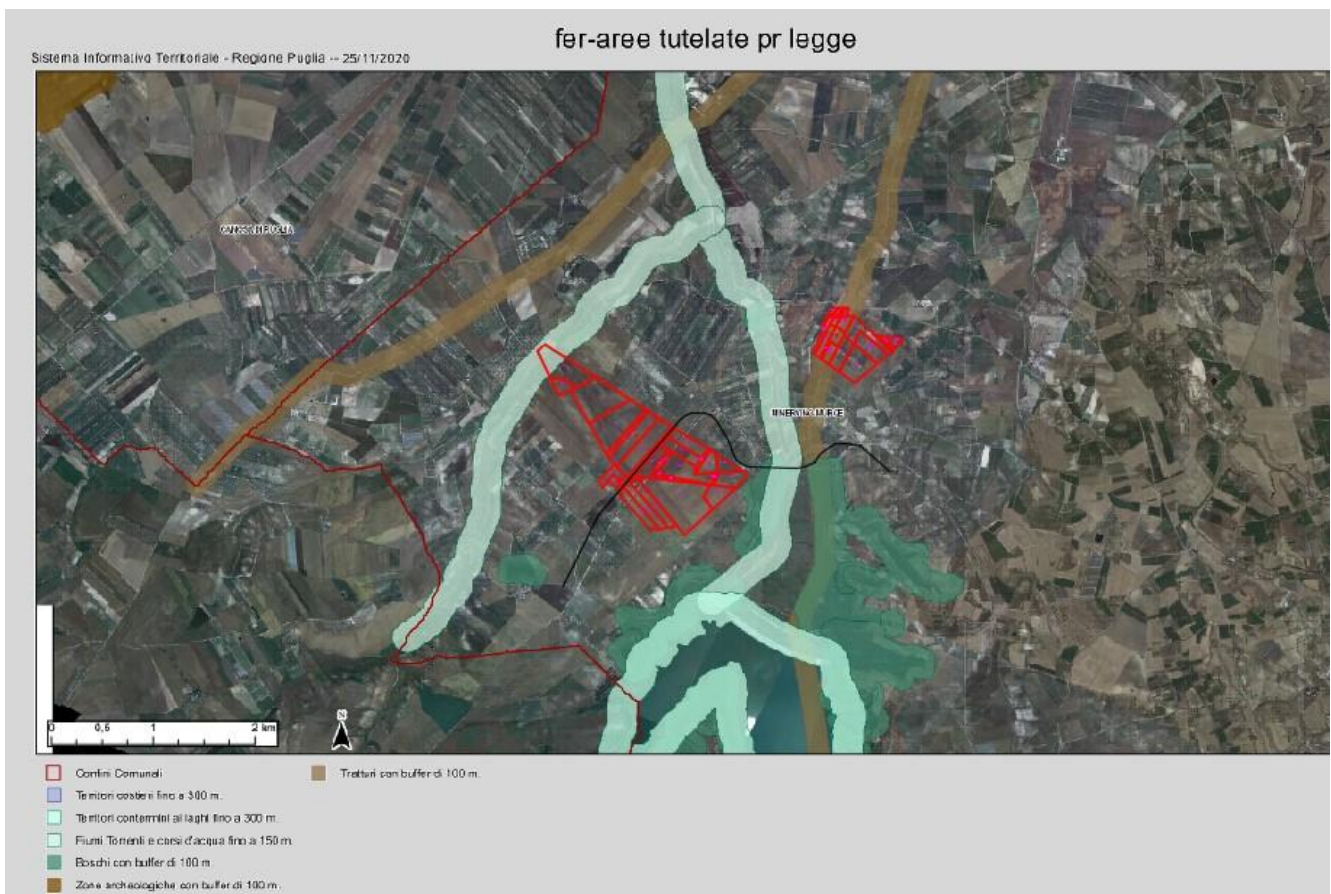 fer-aree tutelate pr legge
Sistema Informativo Territoriale - Regione Puglia -- 25/11/2020
MINERVINO MURGE
N
0 0,5 1 2 km
Confini Comunali
Tratturi con buffer di 100 m.
Territori costieri fino a 300 m.
Territori contermini ai laghi fino a 300 m.
Fiumi Torrenti e corsi d'acqua fino a 150 m.
Boschi con buffer di 100 m.
Zone archeologiche con buffer di 100 m.